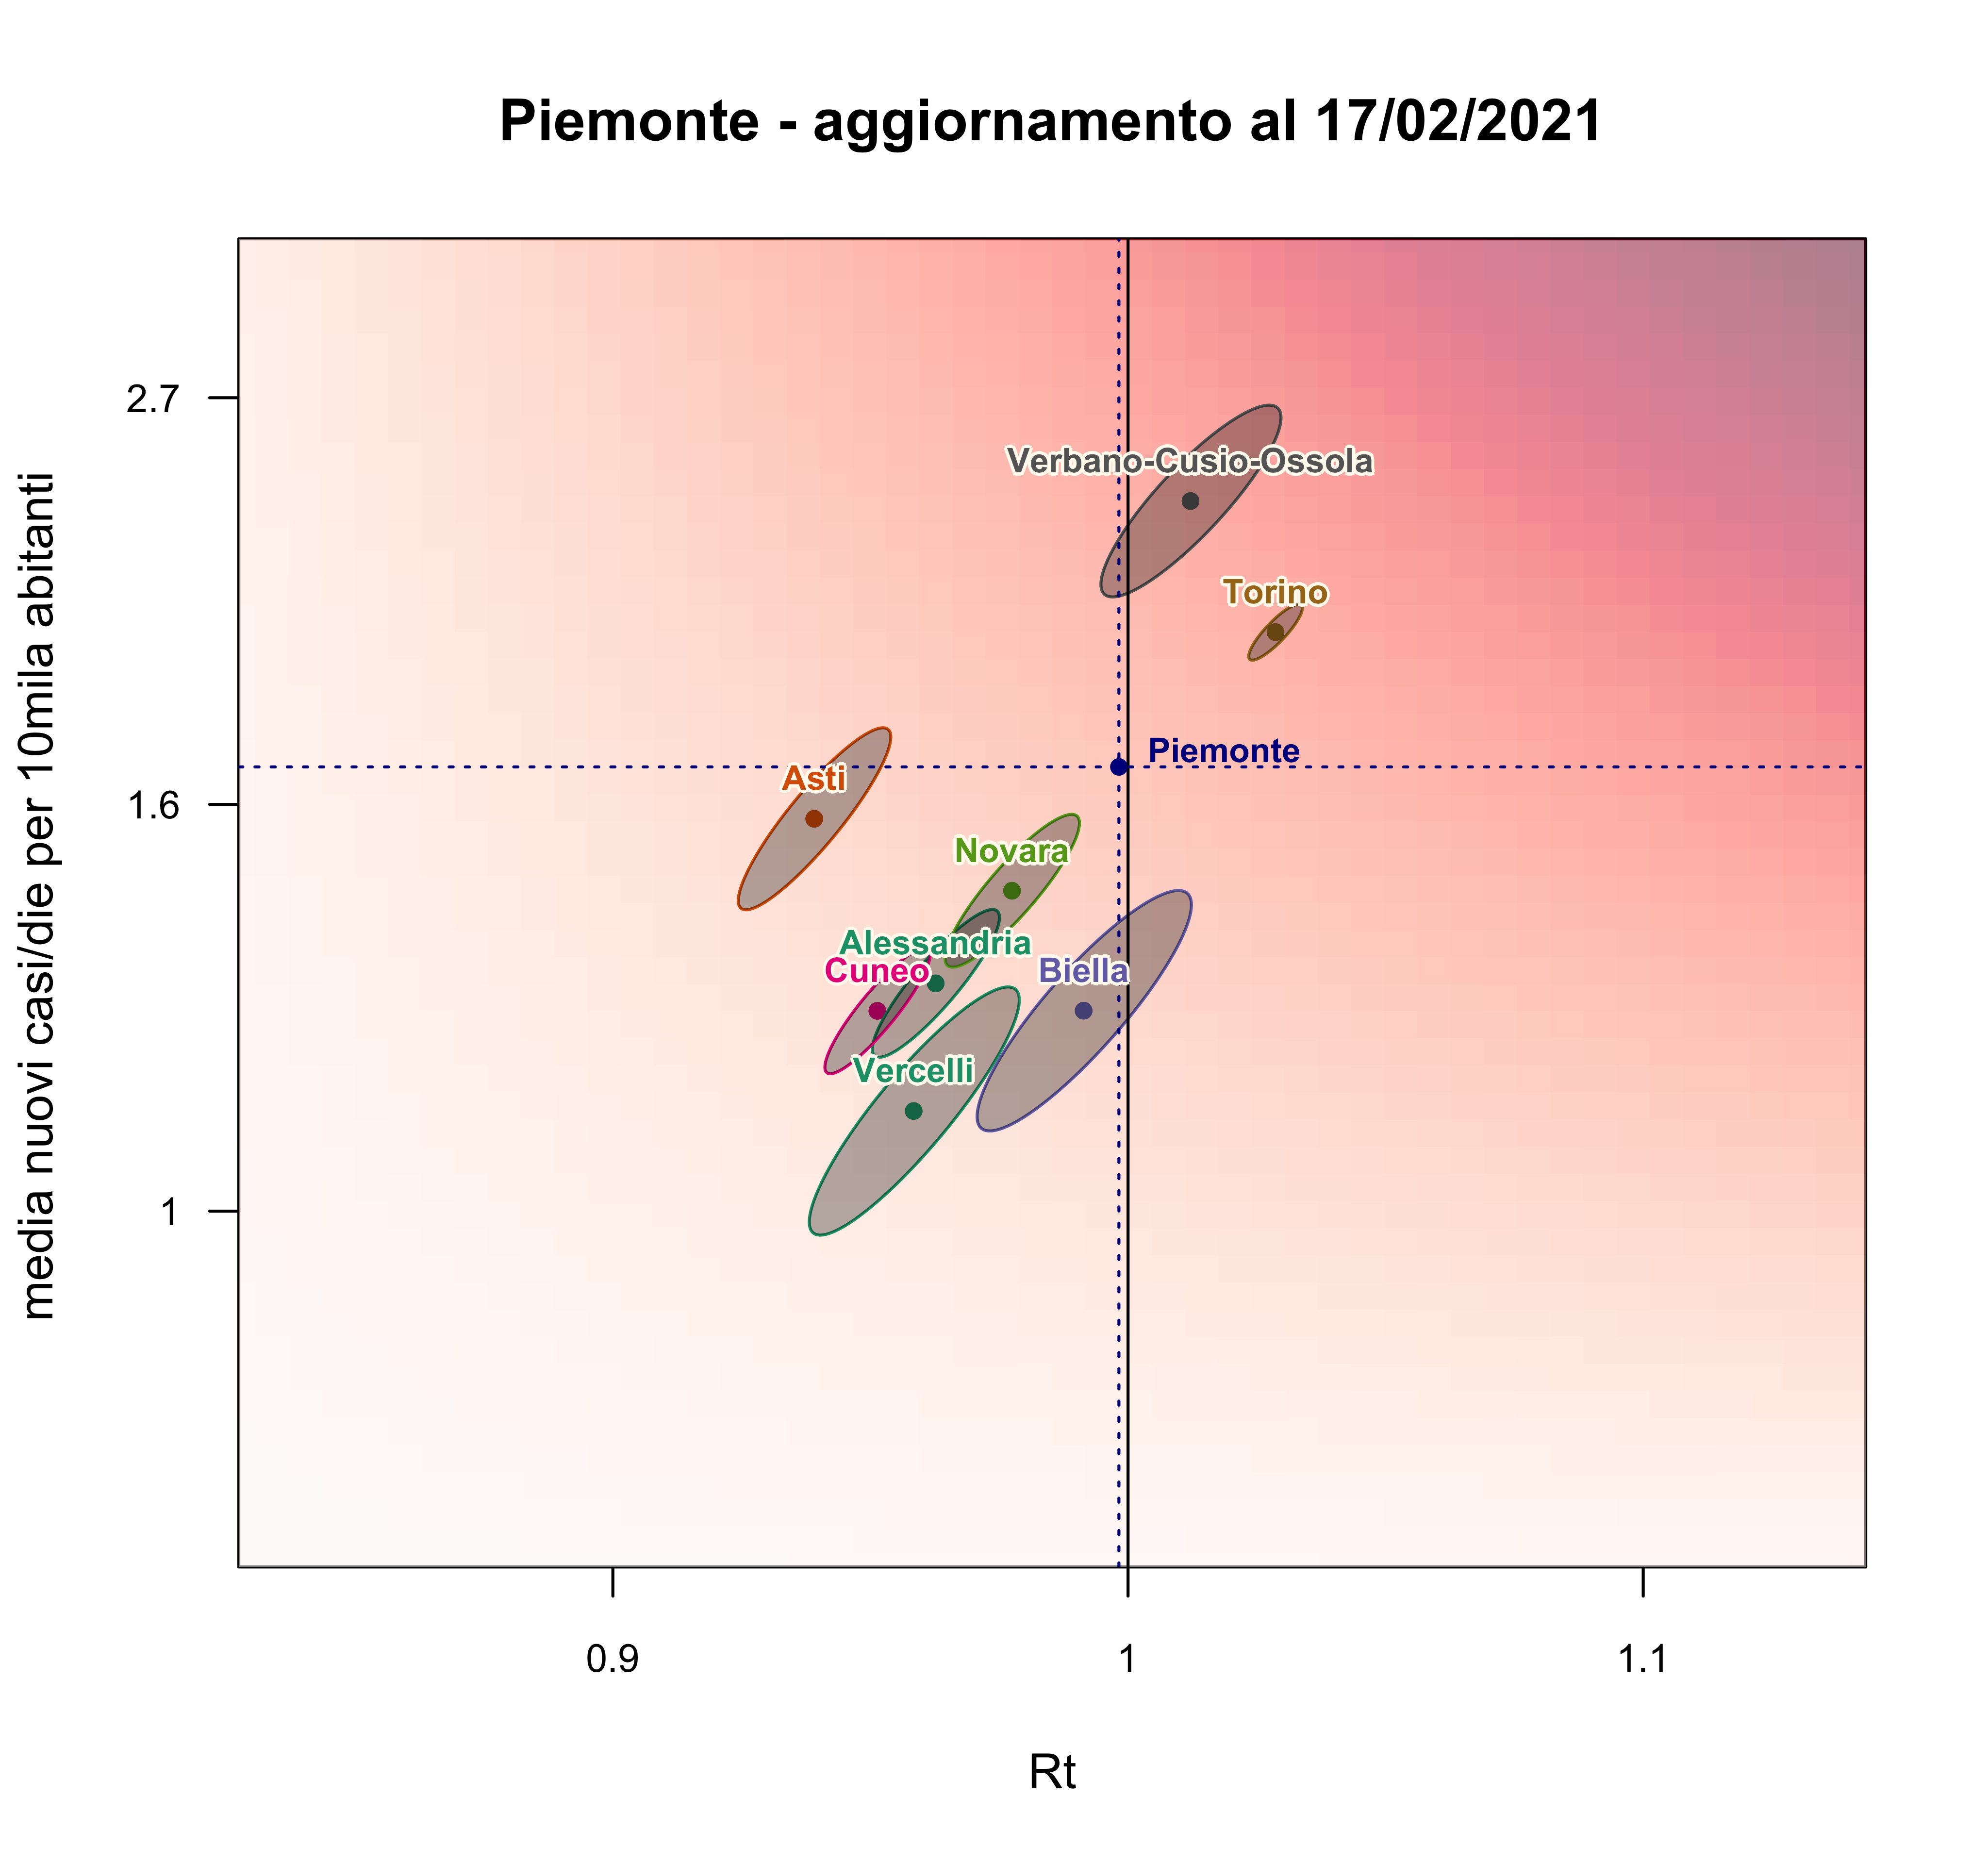 Piemonte - aggiornamento al 17/02/2021
media nuovi casi/die per 10mila abitanti
2.7
1.6
1
Verbano-Cusio-Ossola
Torino
Piemonte
Asti
Novara
Alessandria
Cuneo
Biella
Vercelli
0.9
1
1.1
Rt